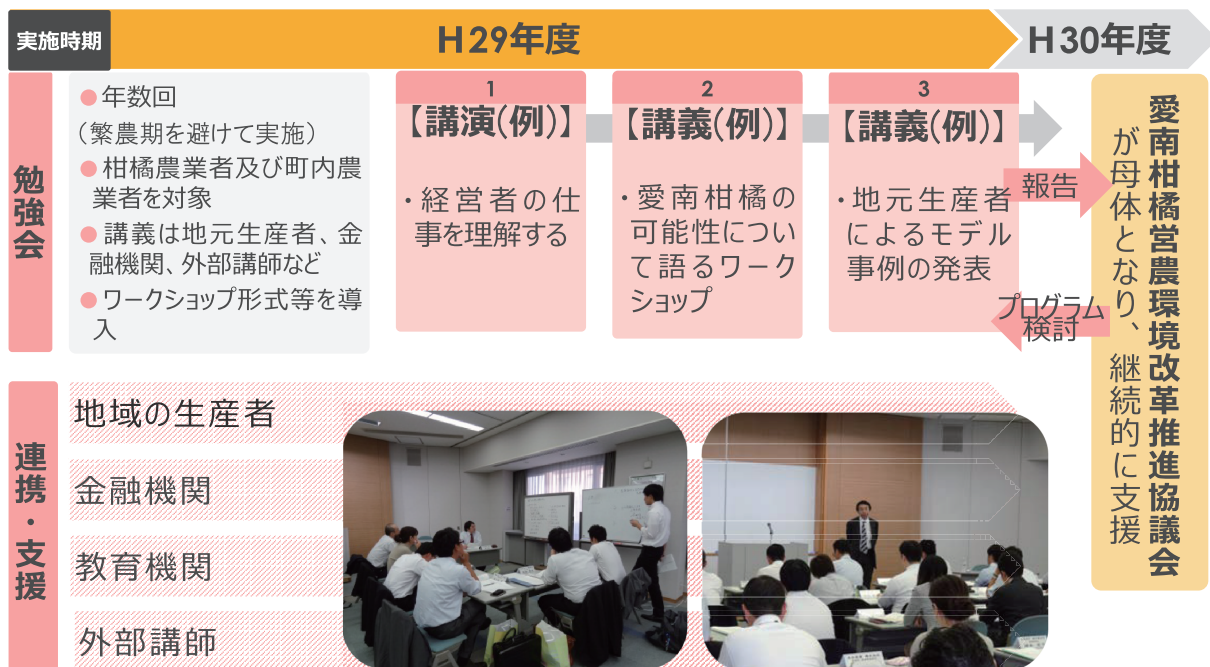 実施時期
H29年度
H30年度
勉強会
● 年数回
（繁農期を避けて実施）
● 柑橘農業者及び町内農
業者を対象
● 講義は地元生産者、金
融機関、外部講師など
● ワークショップ形式等を導
入
1
【講演(例)】
・経営者の仕
事を理解する
2
【講義(例)】
・愛南柑橘の
可能性につい
て語るワーク
ショップ
3
【講義(例)】
・地元生産者
によるモデル
事例の発表
報告
プログラム
検討
愛南柑橘営農環境改革推進協議会
が母体となり、継続的に支援
連携・支援
地域の生産者
金融機関
教育機関
外部講師